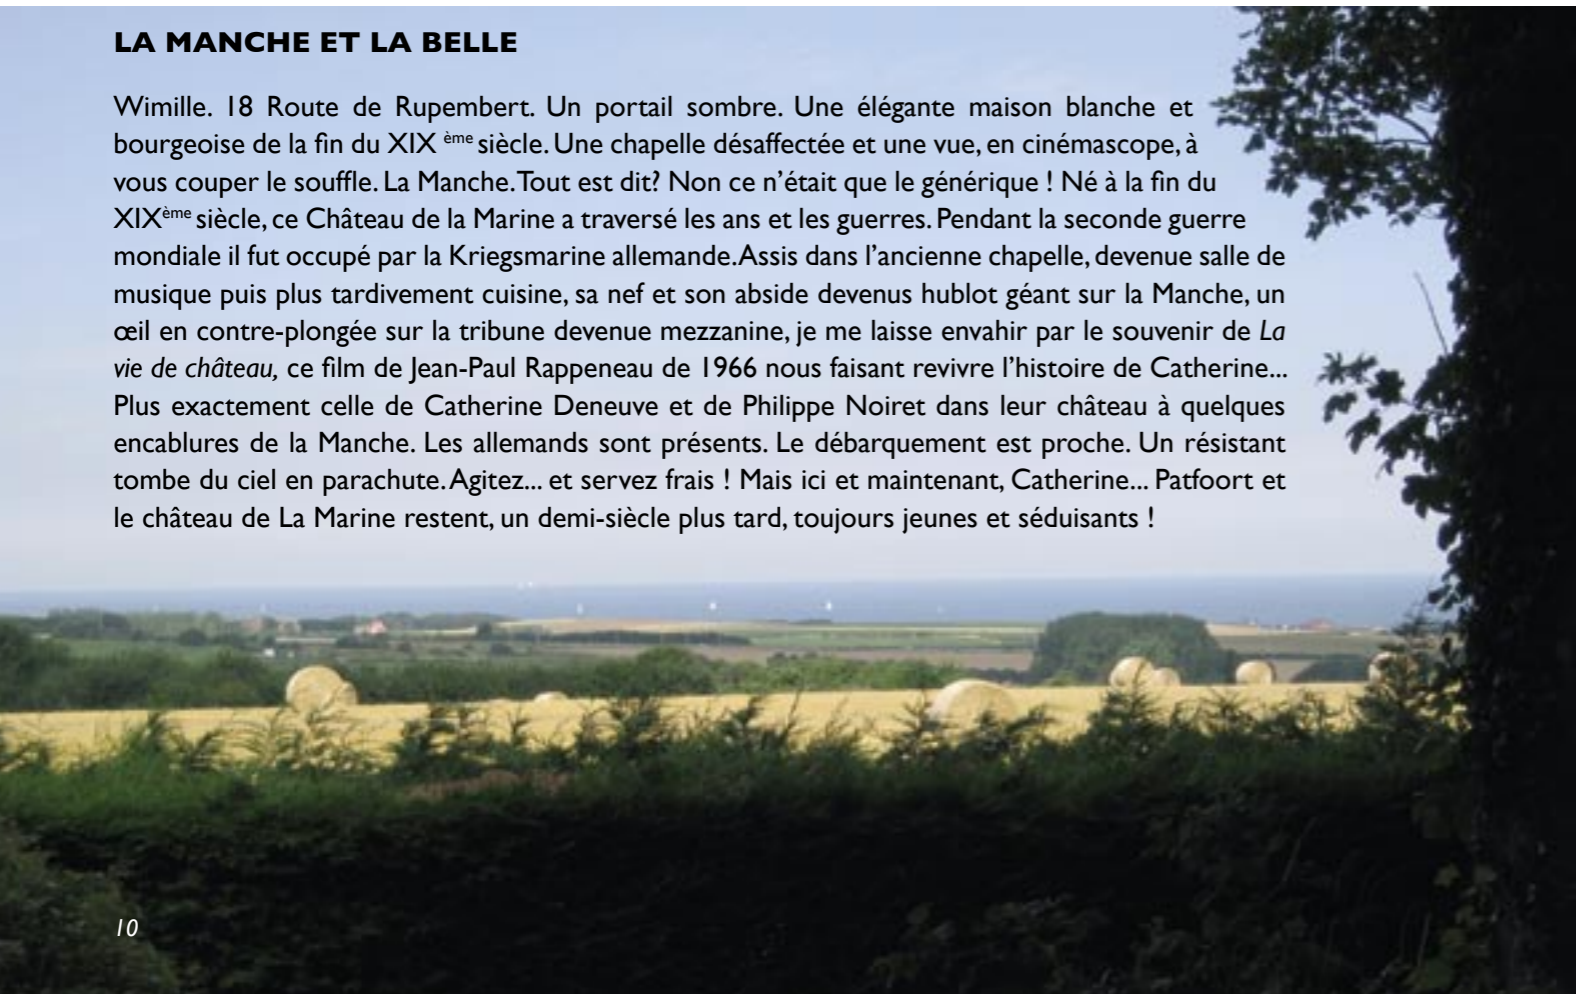 LA MANCHE ET LA BELLE
Wimille. 18 Route de Rupembert. Un portail sombre. Une élégante maison blanche et
bourgeoise de la fin du XIX ème siècle. Une chapelle désaffectée et une vue, en cinémascope, à
vous couper le souffle. La Manche. Tout est dit? Non ce n’était que le générique ! Né à la fin du
XIXème siècle, ce Château de la Marine a traversé les ans et les guerres. Pendant la seconde guerre
mondiale il fut occupé par la Kriegsmarine allemande. Assis dans l’ancienne chapelle, devenue salle de
musique puis plus tardivement cuisine, sa nef et son abside devenus hublot géant sur la Manche, un
œil en contre-plongée sur la tribune devenue mezzanine, je me laisse envahir par le souvenir de La
vie de château, ce film de Jean-Paul Rappeneau de 1966 nous faisant revivre l’histoire de Catherine...
Plus exactement celle de Catherine Deneuve et de Philippe Noiret dans leur château à quelques
encablures de la Manche. Les allemands sont présents. Le débarquement est proche. Un résistant
tombe du ciel en parachute. Agitez... et servez frais ! Mais ici et maintenant, Catherine... Patfoort et
le château de La Marine restent, un demi-siècle plus tard, toujours jeunes et séduisants !
10